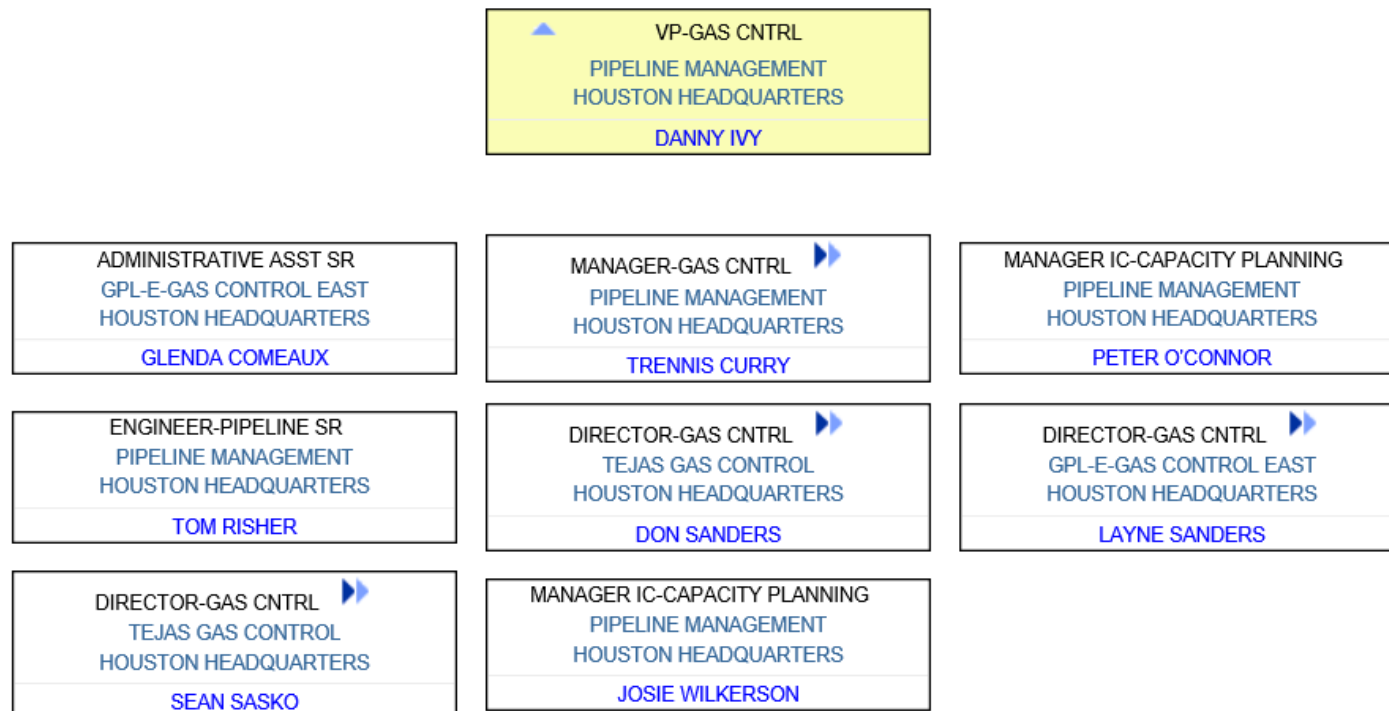 VP-GAS CNTRL
PIPELINE MANAGEMENT
HOUSTON HEADQUARTERS
DANNY IVY
ADMINISTRATIVE ASST SR
GPL-E-GAS CONTROL EAST
HOUSTON HEADQUARTERS
GLENDA COMEAUX
MANAGER-GAS CNTRL
PIPELINE MANAGEMENT
HOUSTON HEADQUARTERS
TRENNIS CURRY
MANAGER IC-CAPACITY PLANNING
PIPELINE MANAGEMENT
HOUSTON HEADQUARTERS
PETER O'CONNOR
ENGINEER-PIPELINE SR
PIPELINE MANAGEMENT
HOUSTON HEADQUARTERS
TOM RISHER
DIRECTOR-GAS CNTRL
TEJAS GAS CONTROL
HOUSTON HEADQUARTERS
DON SANDERS
DIRECTOR-GAS CNTRL
GPL-E-GAS CONTROL EAST
HOUSTON HEADQUARTERS
LAYNE SANDERS
DIRECTOR-GAS CNTRL
TEJAS GAS CONTROL
HOUSTON HEADQUARTERS
SEAN SASKO
MANAGER IC-CAPACITY PLANNING
PIPELINE MANAGEMENT
HOUSTON HEADQUARTERS
JOSIE WILKERSON